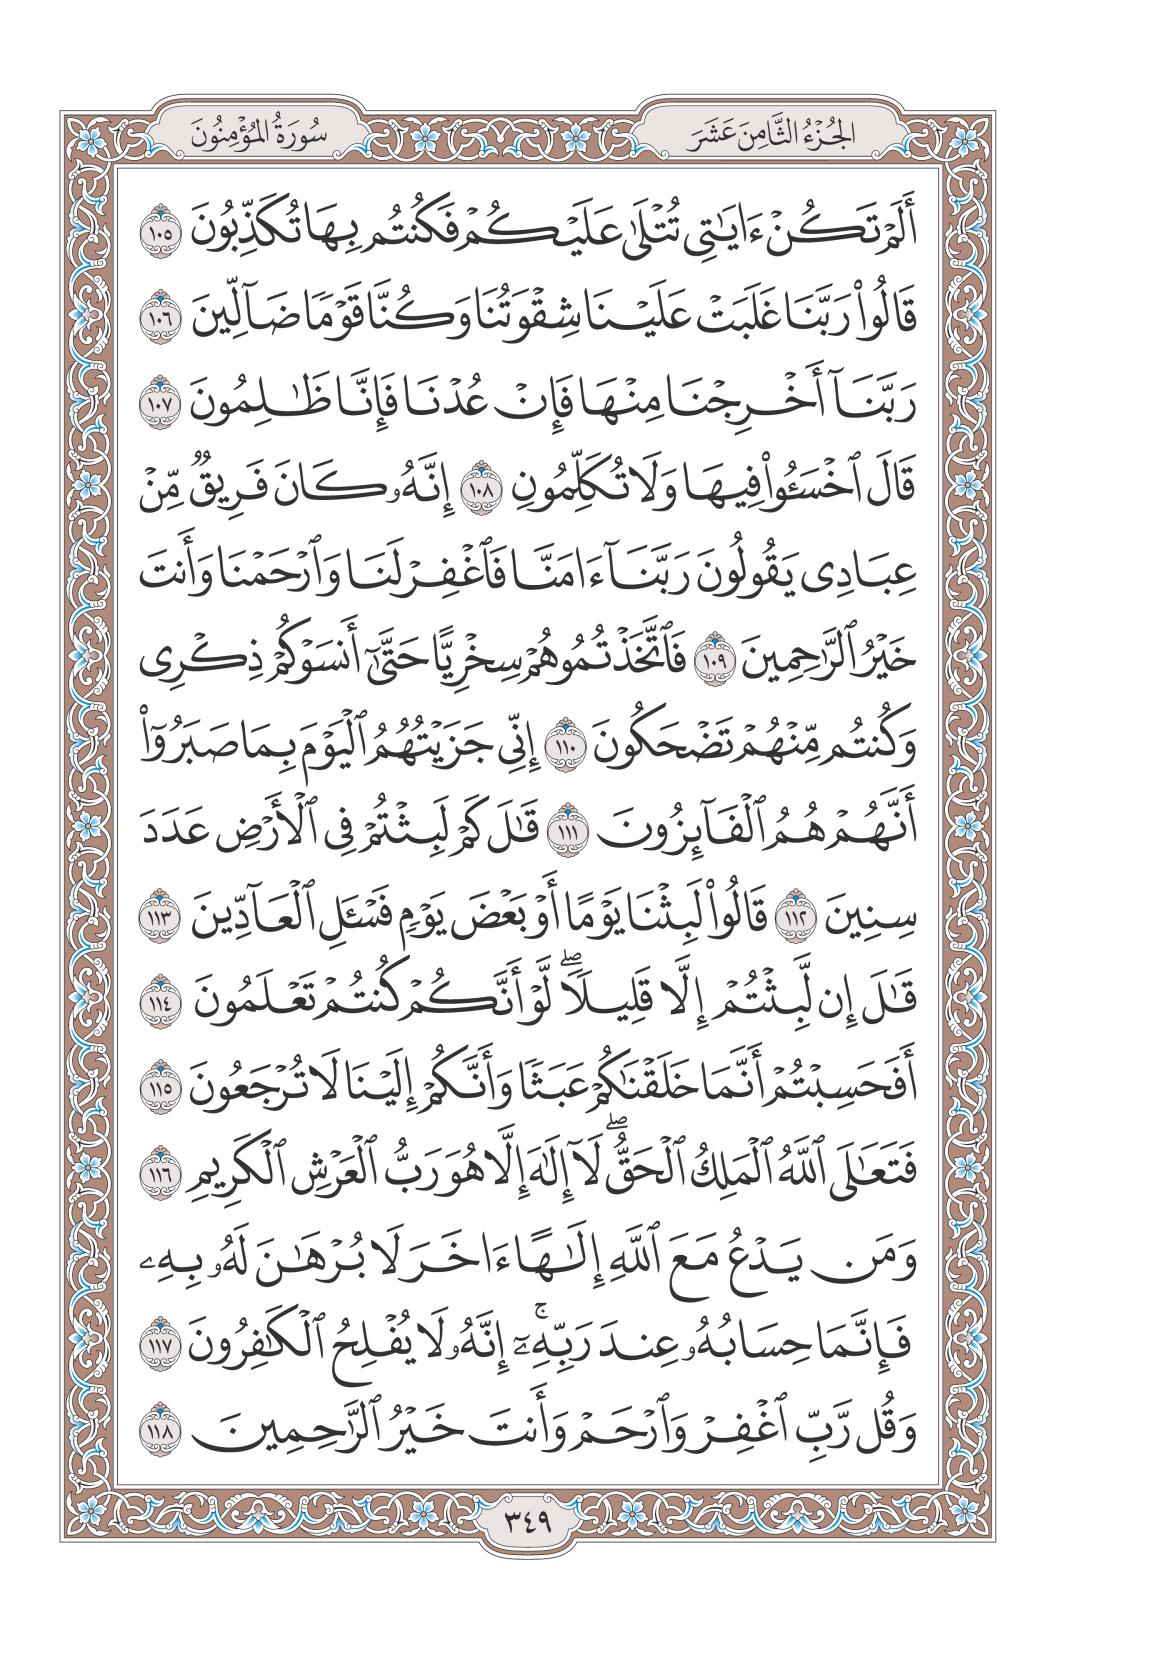 الجُزْءُ الثَّامِنَ عَشَرَ
سُورَةُ المُؤْمِنُونَ
أَلَمْ تَكُنْ ءَايَٰتِى تُتْلَىٰ عَلَيْكُمْ فَكُنتُم بِهَا تُكَذِّبُونَ ١٠٥
قَالُوا۟ رَبَّنَا غَلَبَتْ عَلَيْنَا شِقْوَتُنَا وَكُنَّا قَوْمًا ضَآلِّينَ ١٠٦
رَبَّنَآ أَخْرِجْنَا مِنْهَا فَإِنْ عُدْنَا فَإِنَّا ظَٰلِمُونَ ١٠٧
قَالَ ٱخْسَـُٔوا۟ فِيهَا وَلَا تُكَلِّمُونِ ١٠٨ إِنَّهُۥ كَانَ فَرِيقٌ مِّنْ
عِبَادِى يَقُولُونَ رَبَّنَآ ءَامَنَّا فَٱغْفِرْ لَنَا وَٱرْحَمْنَا وَأَنتَ
خَيْرُ ٱلرَّٰحِمِينَ ١٠٩ فَٱتَّخَذْتُمُوهُمْ سِخْرِيًّا حَتَّىٰٓ أَنسَوْكُمْ ذِكْرِى
وَكُنتُم مِّنْهُمْ تَضْحَكُونَ ١١٠ إِنِّى جَزَيْتُهُمُ ٱلْيَوْمَ بِمَا صَبَرُوٓا۟
أَنَّهُمْ هُمُ ٱلْفَآئِزُونَ ١١١ قَٰلَ كَمْ لَبِثْتُمْ فِى ٱلْأَرْضِ عَدَدَ
سِنِينَ ١١٢ قَالُوا۟ لَبِثْنَا يَوْمًا أَوْ بَعْضَ يَوْمٍ فَسْـَٔلِ ٱلْعَآدِّينَ ١١٣
قَٰلَ إِن لَّبِثْتُمْ إِلَّا قَلِيلًا ۖ لَّوْ أَنَّكُمْ كُنتُمْ تَعْلَمُونَ ١١٤
أَفَحَسِبْتُمْ أَنَّمَا خَلَقْنَٰكُمْ عَبَثًا وَأَنَّكُمْ إِلَيْنَا لَا تُرْجَعُونَ ١١٥
فَتَعَٰلَى ٱللَّهُ ٱلْمَلِكُ ٱلْحَقُّ ۖ لَآ إِلَٰهَ إِلَّا هُوَ رَبُّ ٱلْعَرْشِ ٱلْكَرِيمِ ١١٦
وَمَن يَدْعُ مَعَ ٱللَّهِ إِلَٰهًا ءَاخَرَ لَا بُرْهَٰنَ لَهُۥ بِهِۦ
فَإِنَّمَا حِسَابُهُۥ عِندَ رَبِّهِۦٓ ۚ إِنَّهُۥ لَا يُفْلِحُ ٱلْكَٰفِرُونَ ١١٧
وَقُل رَّبِّ ٱغْفِرْ وَٱرْحَمْ وَأَنتَ خَيْرُ ٱلرَّٰحِمِينَ ١١٨
٣٤٩